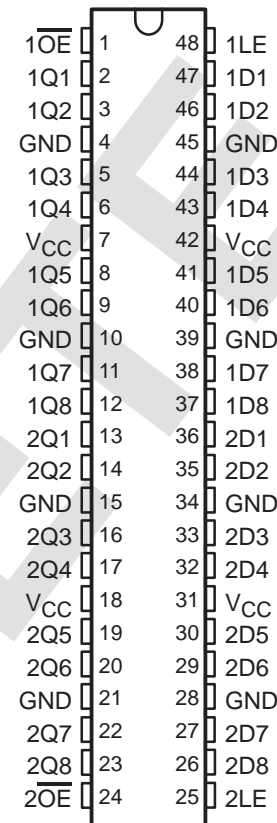 1O̅E̅ 1 48 1LE
1Q1 2 47 1D1
1Q2 3 46 1D2
GND 4 45 GND
1Q3 5 44 1D3
1Q4 6 43 1D4
VCC 7 42 VCC
1Q5 8 41 1D5
1Q6 9 40 1D6
GND 10 39 GND
1Q7 11 38 1D7
1Q8 12 37 1D8
2Q1 13 36 2D1
2Q2 14 35 2D2
GND 15 34 GND
2Q3 16 33 2D3
2Q4 17 32 2D4
VCC 18 31 VCC
2Q5 19 30 2D5
2Q6 20 29 2D6
GND 21 28 GND
2Q7 22 27 2D7
2Q8 23 26 2D8
2O̅E̅ 24 25 2LE